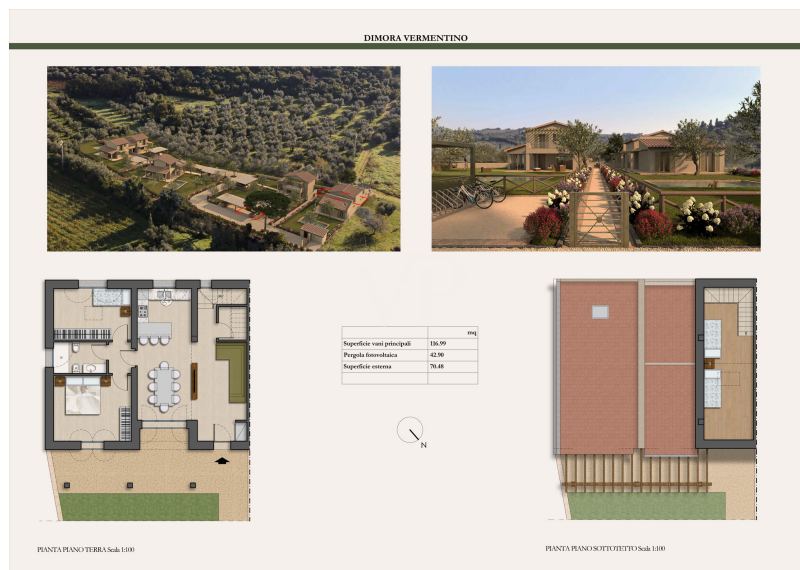 DIMORA VERMENTINO
mq
Superficie vani principali 116.99
Pergola fotovoltaica 42.90
Superficie esterna 70.48
N
PIANTA PIANO TERRA Scala 1:100
PIANTA PIANO SOTTOTETTO Scala 1:100